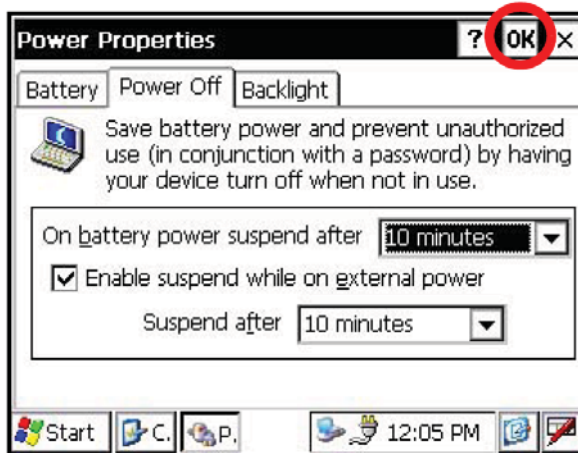 Power Properties ? OK ×
Battery Power Off Backlight
Save battery power and prevent unauthorized
use (in conjunction with a password) by having
your device turn off when not in use.
On battery power suspend after 10 minutes
Enable suspend while on external power
Suspend after 10 minutes
Start C. P. 12:05 PM